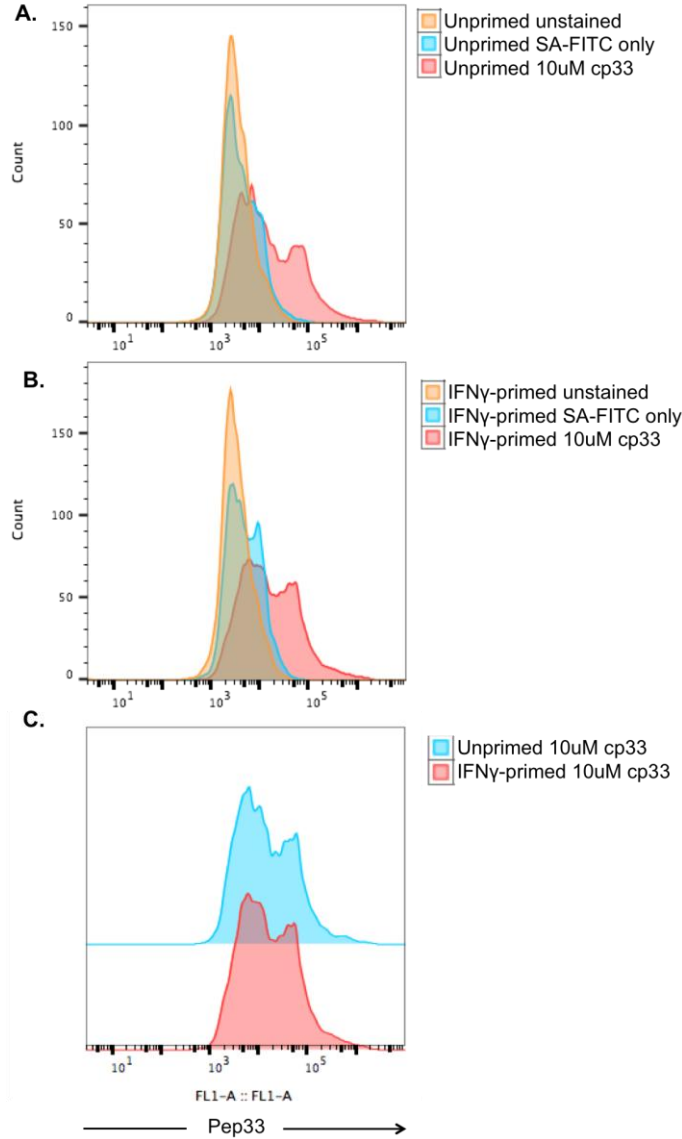 A.
150
100
50
0
Count
10¹ 10³ 10⁵
Unprimed unstained
Unprimed SA-FITC only
Unprimed 10uM cp33
B.
150
100
50
0
Count
10¹ 10³ 10⁵
IFNγ-primed unstained
IFNγ-primed SA-FITC only
IFNγ-primed 10uM cp33
C.
Unprimed 10uM cp33
IFNγ-primed 10uM cp33
10¹ 10³ 10⁵
FL1-A :: FL1-A
Pep33